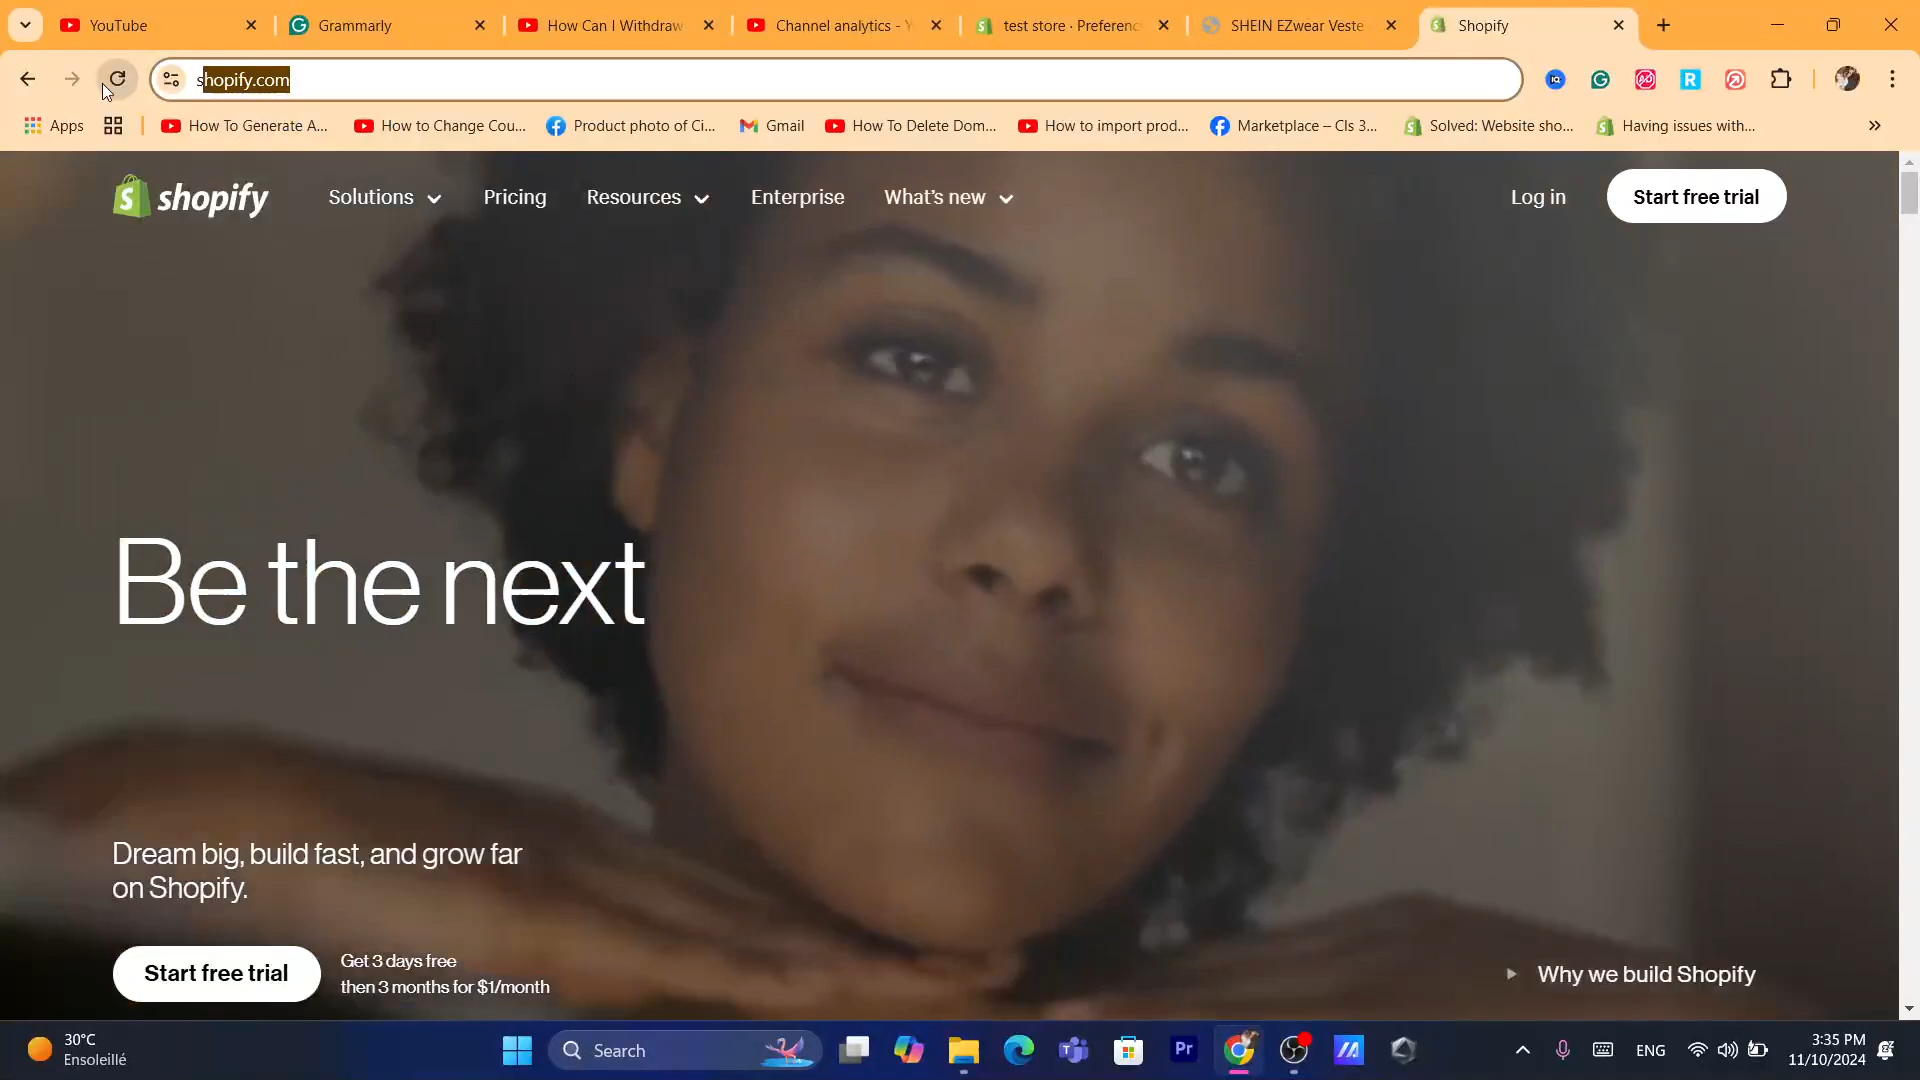 YouTube
Grammarly
How Can I Withdraw
Channel analytics - Y
test store · Preferenc
SHEIN EZwear Veste
Shopify
shopify.com
Apps
How To Generate A...
How to Change Cou...
Product photo of Ci...
Gmail
How To Delete Dom...
How to import prod...
Marketplace – Cls 3...
Solved: Website sho...
Having issues with...
shopify
Solutions
Pricing
Resources
Enterprise
What's new
Log in
Start free trial
Be the next
Dream big, build fast, and grow far
on Shopify.
Start free trial
Get 3 days free
then 3 months for $1/month
Why we build Shopify
30°C
Ensoleillé
Search
Pr
ENG
3:35 PM
11/10/2024